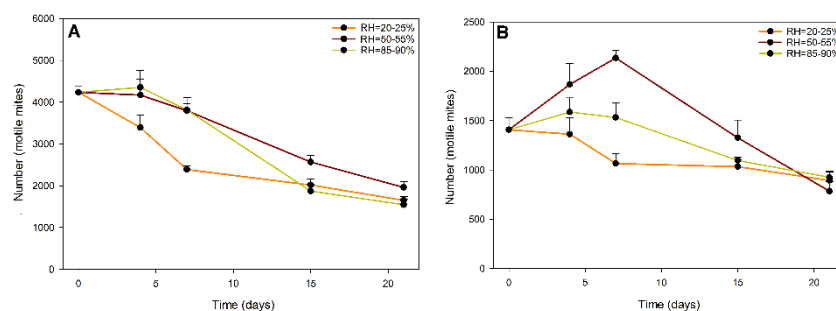 A
RH=20-25%
RH=50-55%
RH=85-90%
Number (motile mites)
6000
5000
4000
3000
2000
1000
0
0 5 10 15 20
Time (days)
B
RH=20-25%
RH=50-55%
RH=85-90%
Number (motile mites)
2500
2000
1500
1000
500
0
0 5 10 15 20
Time (days)